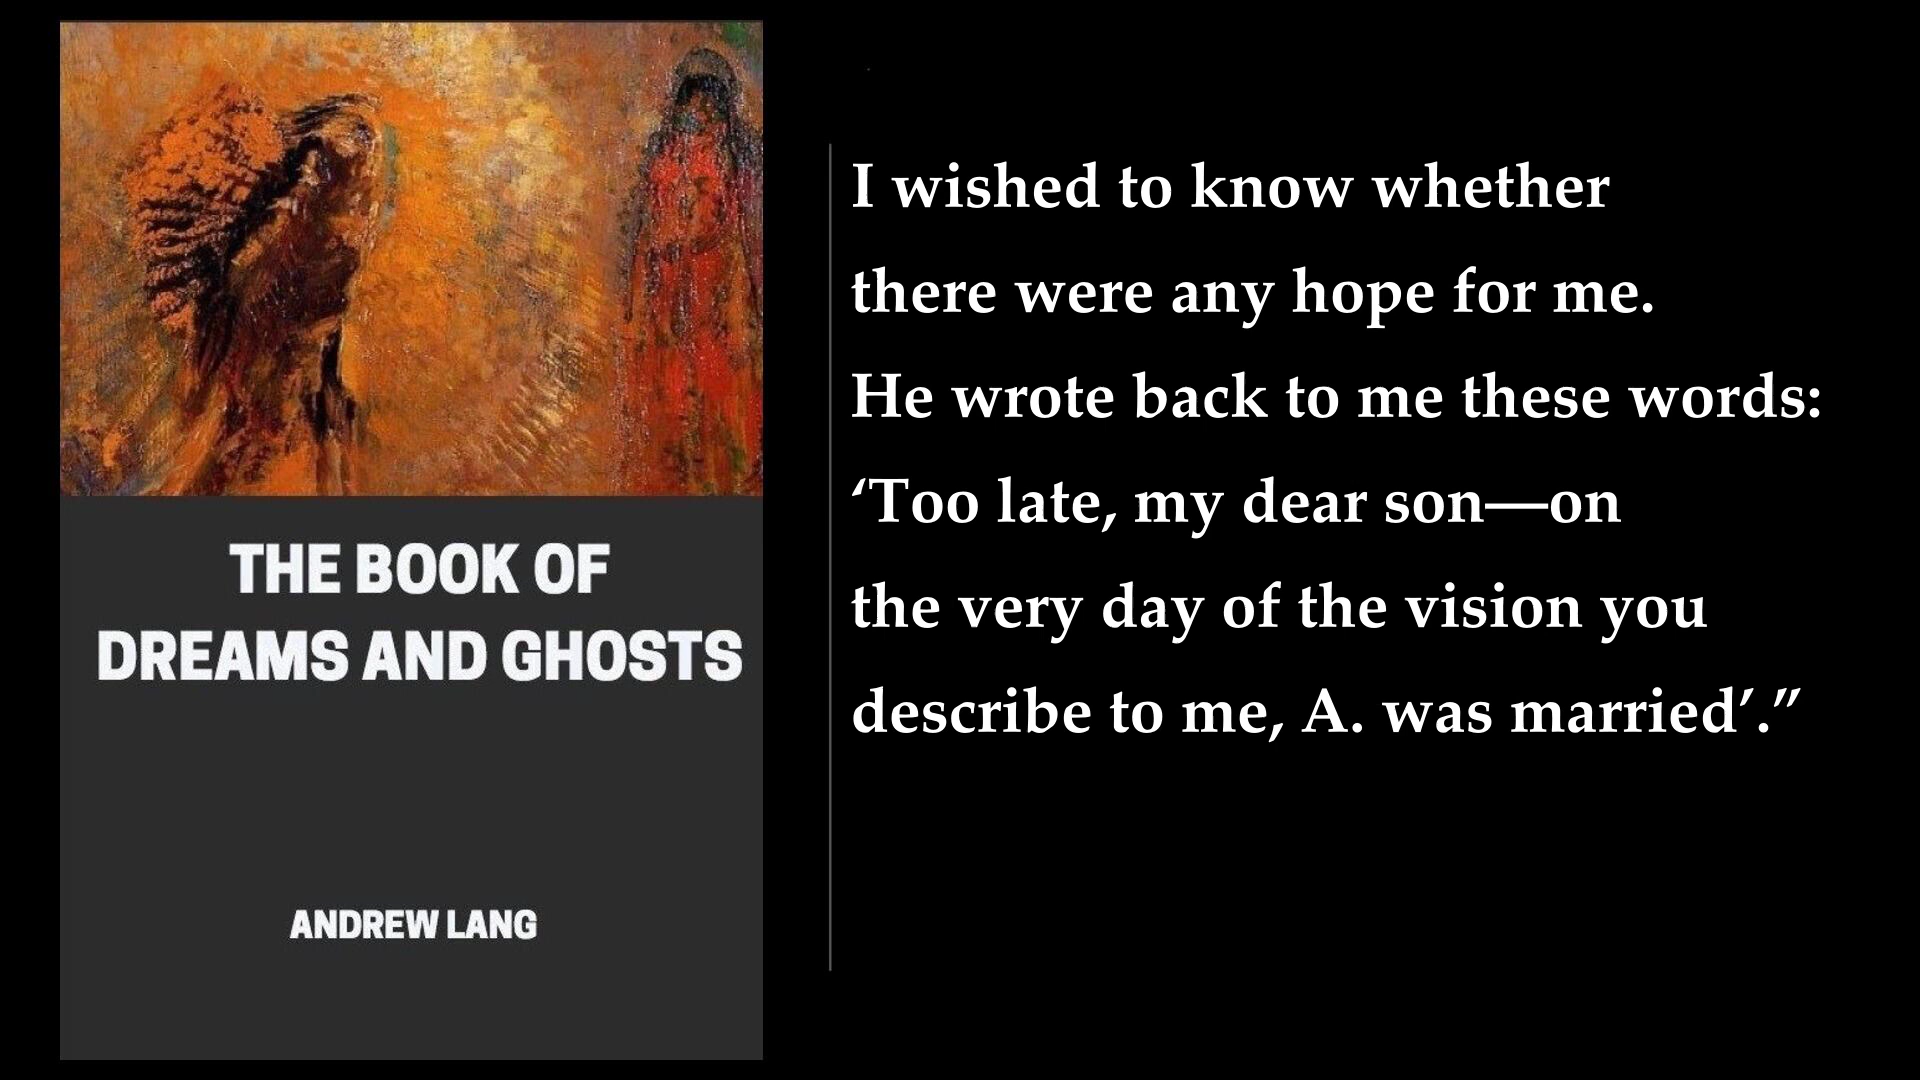 THE BOOK OF
DREAMS AND GHOSTS
ANDREW LANG
I wished to know whether
there were any hope for me.
He wrote back to me these words:
‘Too late, my dear son—on
the very day of the vision you
describe to me, A. was married’.”